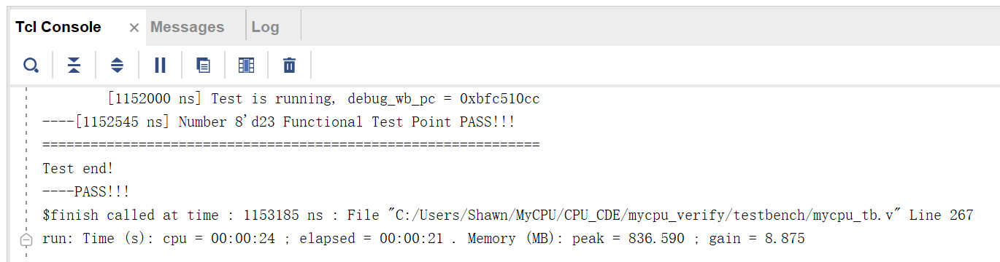 Tcl Console × Messages Log
[1152000 ns] Test is running, debug_wb_pc = 0xbfc510cc
----[1152545 ns] Number 8'd23 Functional Test Point PASS!!!
==============================================================
Test end!
----PASS!!!
$finish called at time : 1153185 ns : File "C:/Users/Shawn/MyCPU/CPU_CDE/mycpu_verify/testbench/mycpu_tb.v" Line 267
run: Time (s): cpu = 00:00:24 ; elapsed = 00:00:21 . Memory (MB): peak = 836.590 ; gain = 8.875